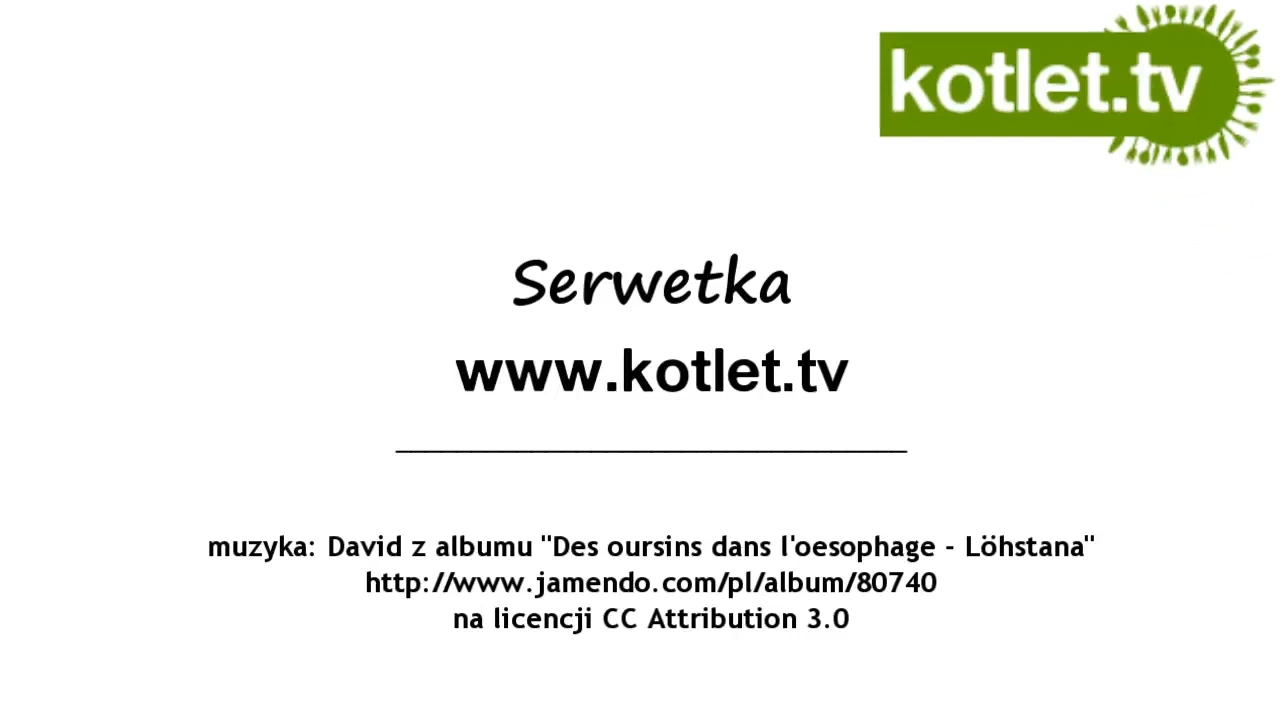 kotlet.tv
Serwetka
www.kotlet.tv
muzyka: David z albumu "Des oursins dans l'oesophage - Löhstana"
http://www.jamendo.com/pl/album/80740
na licencji CC Attribution 3.0